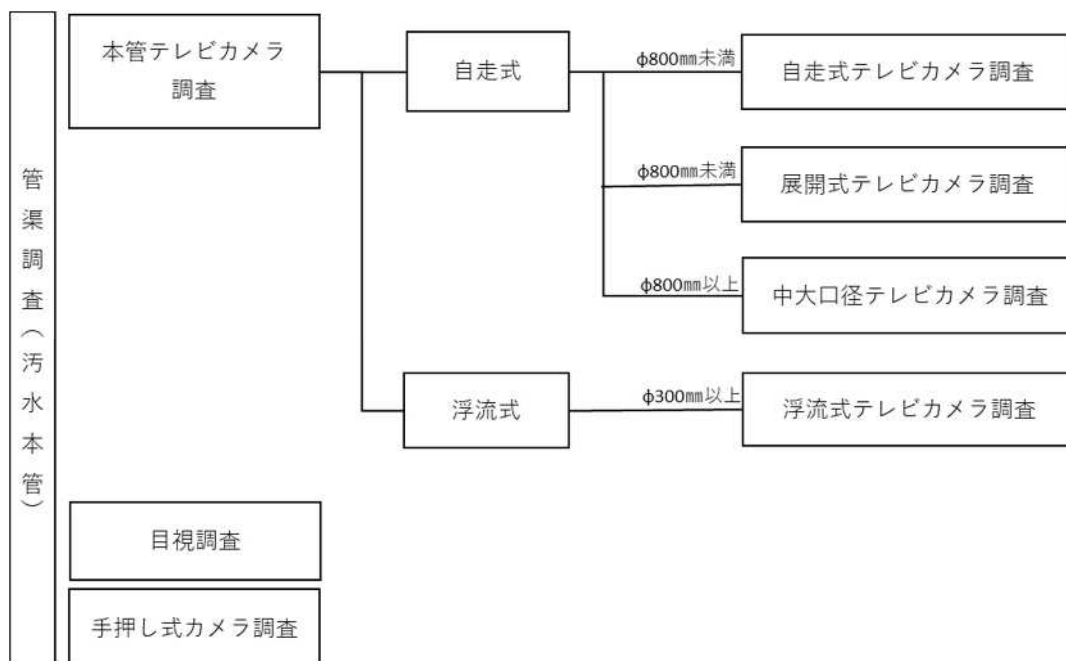 管渠調査（汚水本管）
本管テレビカメラ
調査
自走式
φ800㎜未満
自走式テレビカメラ調査
φ800㎜未満
展開式テレビカメラ調査
φ800㎜以上
中大口径テレビカメラ調査
浮流式
φ300㎜以上
浮流式テレビカメラ調査
目視調査
手押し式カメラ調査